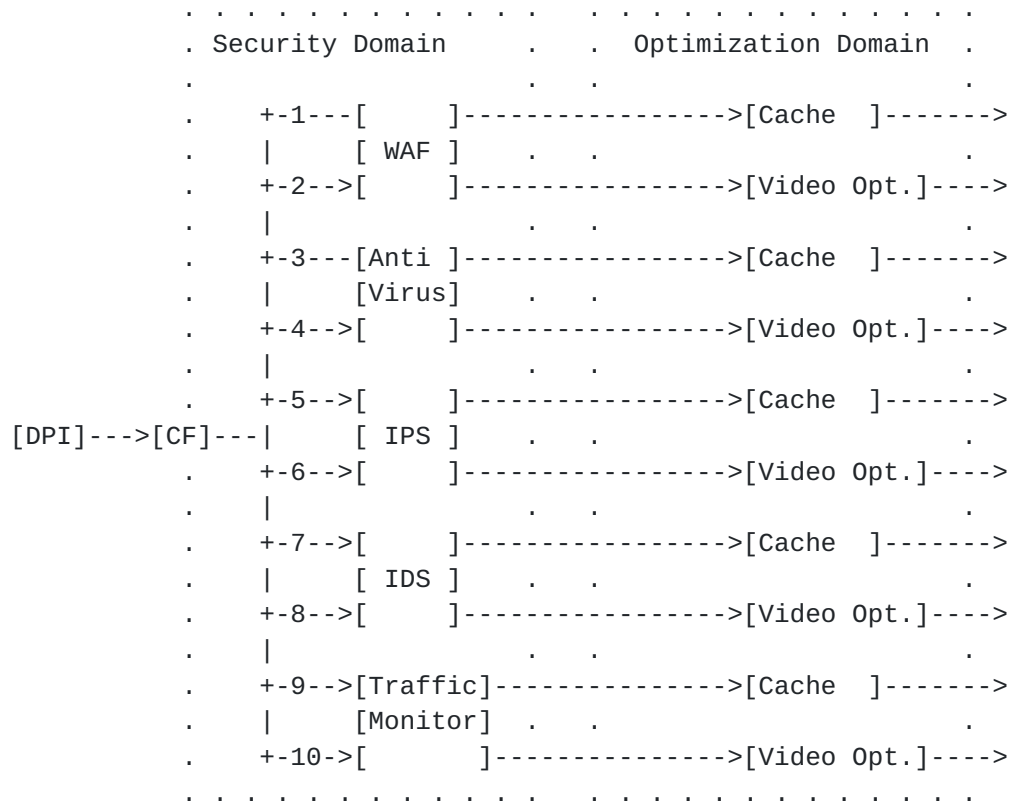 . . . . . . . . . . . .   . . . . . . . . . . . . .
. Security Domain     .   .  Optimization Domain  .
.                     .   .                       .
.    +-1---[     ]----------------->[Cache  ]------->
.    |     [ WAF ]    .   .                       .
.    +-2-->[     ]----------------->[Video Opt.]---->
.    |                .   .                       .
.    +-3---[Anti ]----------------->[Cache  ]------->
.    |     [Virus]    .   .                       .
.    +-4-->[     ]----------------->[Video Opt.]---->
.    |                .   .                       .
.    +-5-->[     ]----------------->[Cache  ]------->
[DPI]--->[CF]---|     [ IPS ]    .   .                       .
.    +-6-->[     ]----------------->[Video Opt.]---->
.    |                .   .                       .
.    +-7-->[     ]----------------->[Cache  ]------->
.    |     [ IDS ]    .   .                       .
.    +-8-->[     ]----------------->[Video Opt.]---->
.    |                .   .                       .
.    +-9-->[Traffic]--------------->[Cache  ]------->
.    |     [Monitor]  .   .                       .
.    +-10->[       ]--------------->[Video Opt.]---->
. . . . . . . . . . . .   . . . . . . . . . . . . .